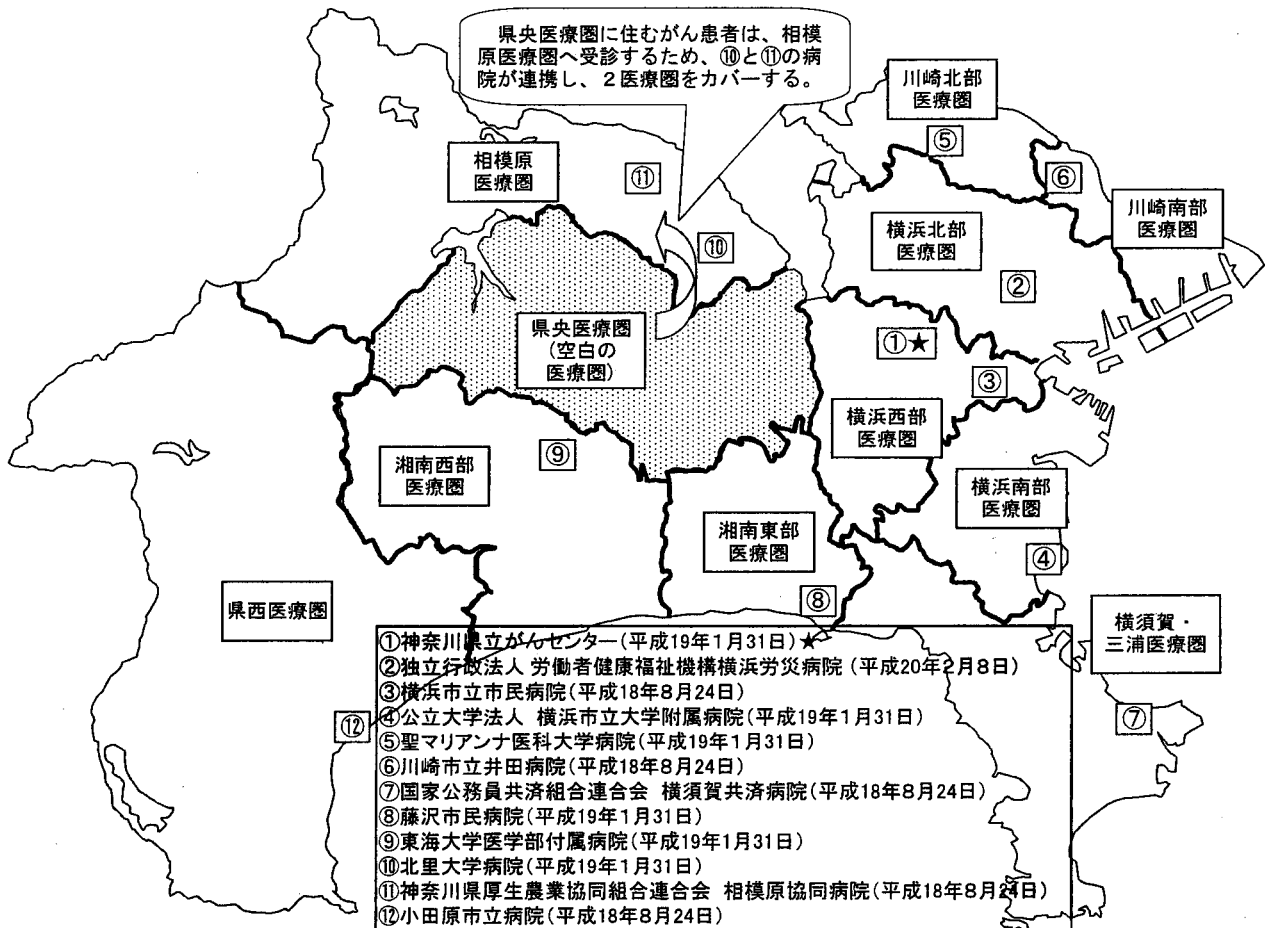 県央医療圏に住むがん患者は、相模
原医療圏へ受診するため、⑩と⑪の病
院が連携し、２医療圏をカバーする。
川崎北部
医療圏
⑤
相模原
医療圏
⑪
⑥
川崎南部
医療圏
横浜北部
医療圏
⑩
②
県央医療圏
(空白の
医療圏)
①★
③
横浜西部
医療圏
⑨
湘南西部
医療圏
横浜南部
医療圏
湘南東部
医療圏
④
⑧
県西医療圏
横須賀・
三浦医療圏
⑦
⑫
①神奈川県立がんセンター(平成19年１月31日)★
②独立行政法人 労働者健康福祉機構横浜労災病院 (平成20年２月８日)
③横浜市立市民病院(平成18年８月24日)
④公立大学法人 横浜市立大学附属病院(平成19年１月31日)
⑤聖マリアンナ医科大学病院(平成19年１月31日)
⑥川崎市立井田病院(平成18年８月24日)
⑦国家公務員共済組合連合会 横須賀共済病院(平成18年８月24日)
⑧藤沢市民病院(平成19年１月31日)
⑨東海大学医学部付属病院(平成19年１月31日)
⑩北里大学病院(平成19年１月31日)
⑪神奈川県厚生農業協同組合連合会 相模原協同病院(平成18年８月24日)
⑫小田原市立病院(平成18年８月24日)